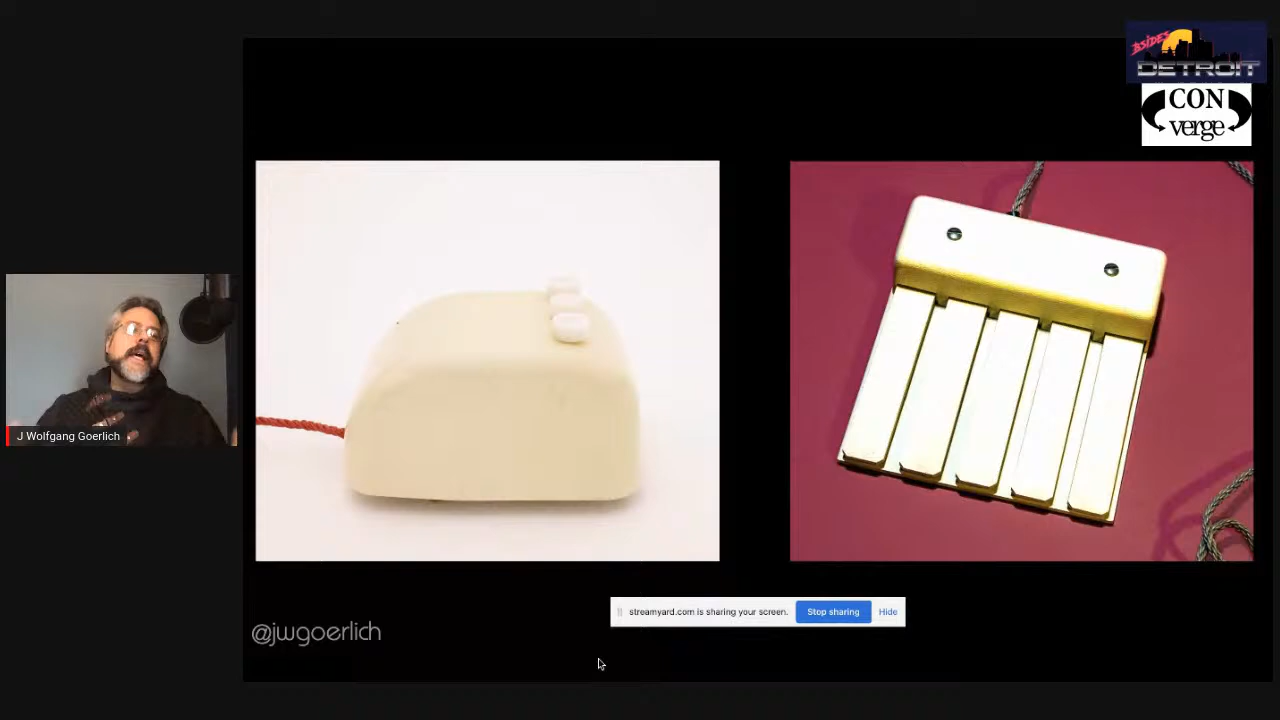 BSIDES
DETROIT
CON
verge
J Wolfgang Goerlich
streamyard.com is sharing your screen.
Stop sharing
Hide
@jwgoerlich